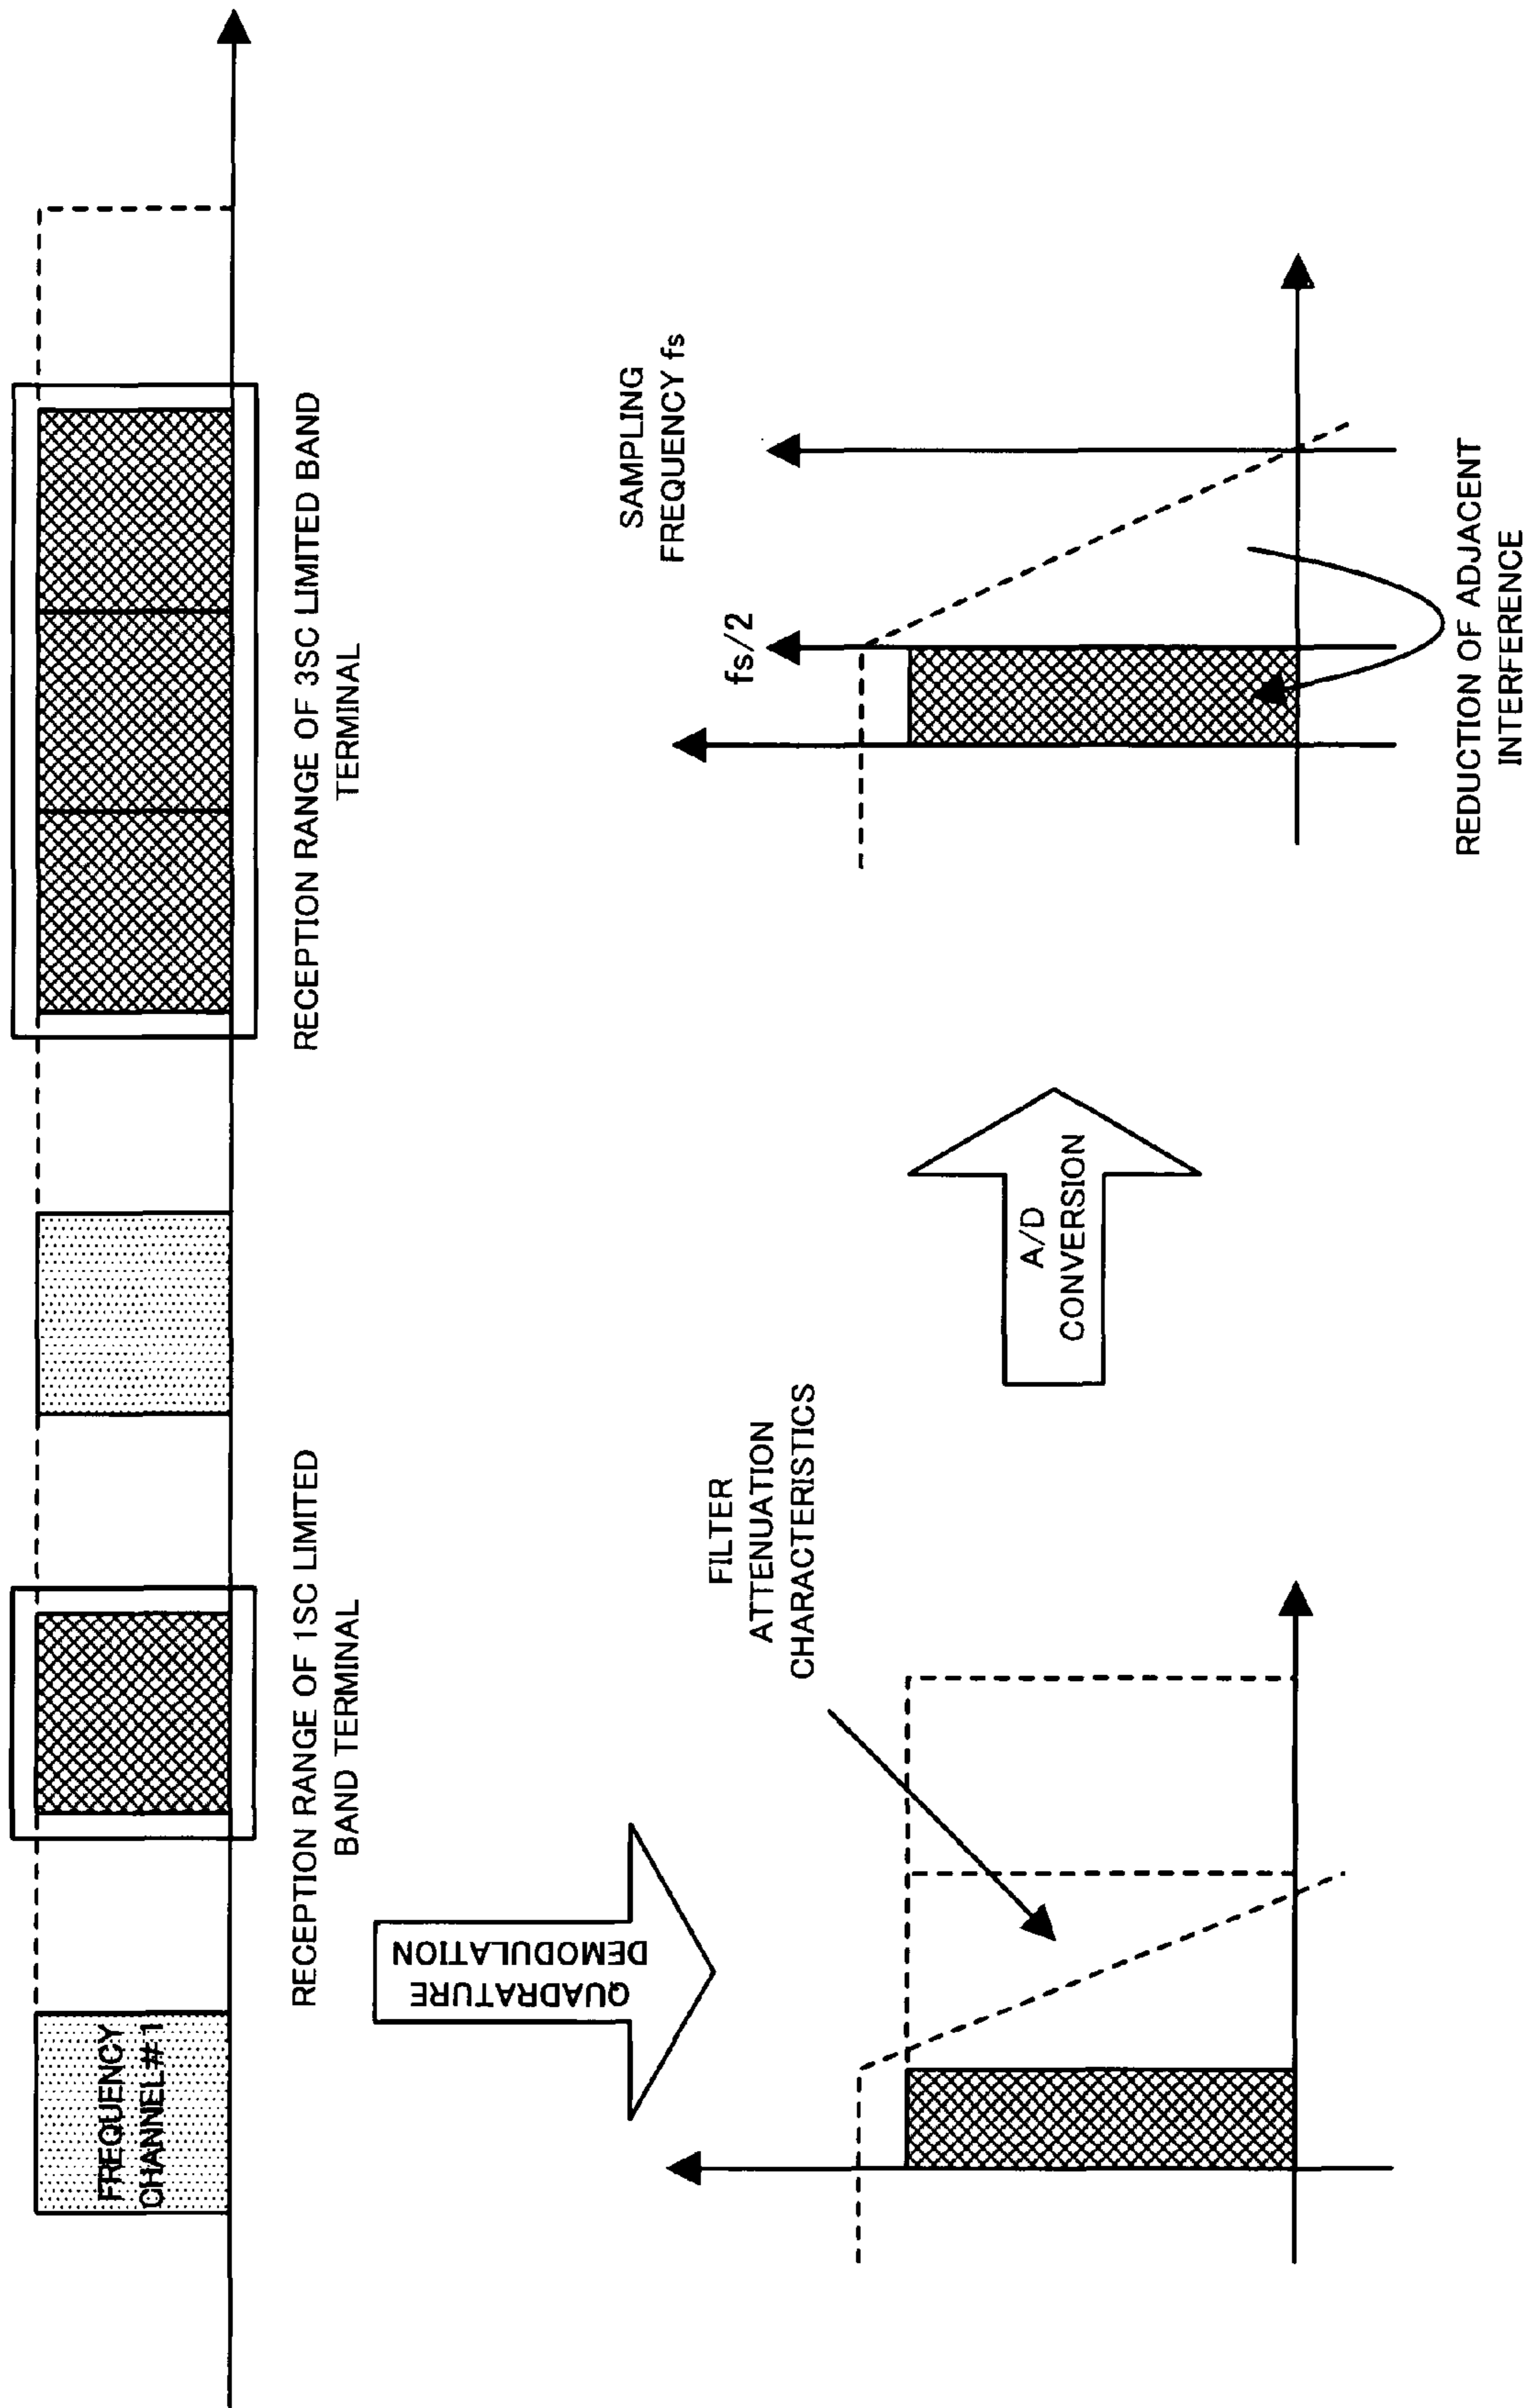 FREQUENCY
CHANNEL#1
RECEPTION RANGE OF 1SC LIMITED
BAND TERMINAL
RECEPTION RANGE OF 3SC LIMITED BAND
TERMINAL
QUADRATURE
DEMODULATION
FILTER
ATTENUATION
CHARACTERISTICS
A/D
CONVERSION
SAMPLING
FREQUENCY fs
fs/2
REDUCTION OF ADJACENT
INTERFERENCE